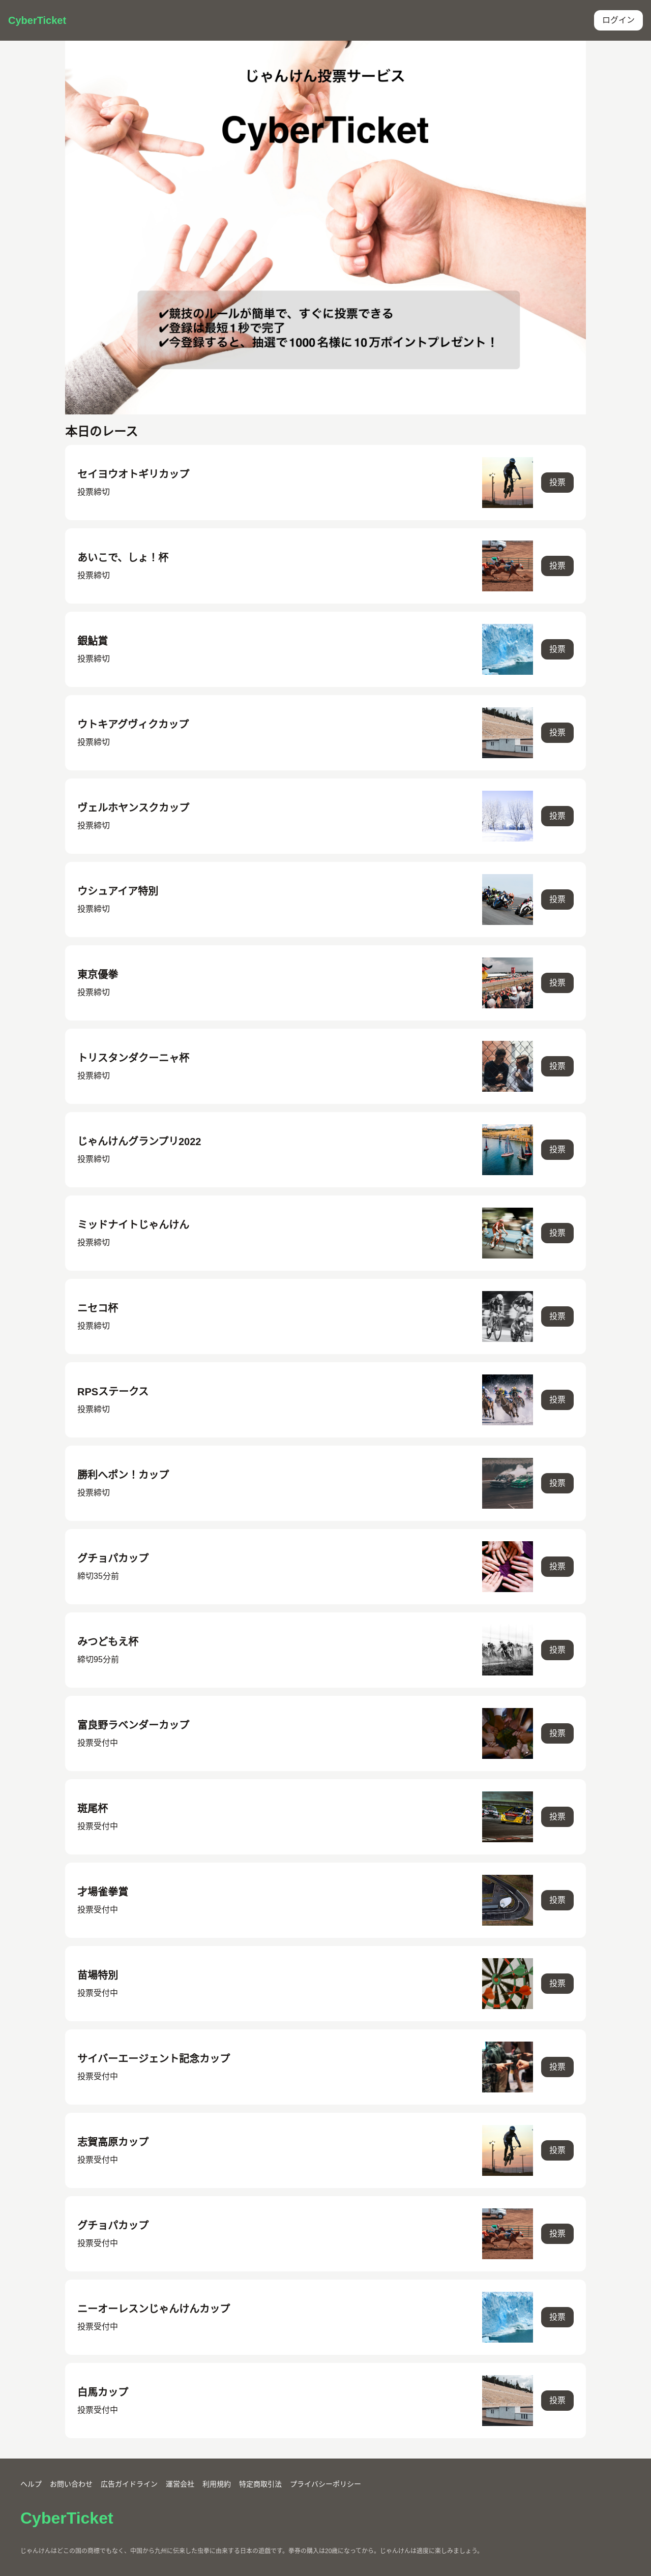 CyberTicket
ログイン
じゃんけん投票サービス
CyberTicket
✔競技のルールが簡単で、すぐに投票できる
✔登録は最短1秒で完了
✔今登録すると、抽選で1000名様に10万ポイントプレゼント！
本日のレース
セイヨウオトギリカップ
投票締切
投票
あいこで、しょ！杯
投票締切
投票
銀鮎賞
投票締切
投票
ウトキアグヴィクカップ
投票締切
投票
ヴェルホヤンスクカップ
投票締切
投票
ウシュアイア特別
投票締切
投票
東京優拳
投票締切
投票
トリスタンダクーニャ杯
投票締切
投票
じゃんけんグランプリ2022
投票締切
投票
ミッドナイトじゃんけん
投票締切
投票
ニセコ杯
投票締切
投票
RPSステークス
投票締切
投票
勝利へポン！カップ
投票締切
投票
グチョパカップ
締切35分前
投票
みつどもえ杯
締切95分前
投票
富良野ラベンダーカップ
投票受付中
投票
斑尾杯
投票受付中
投票
才場雀拳賞
投票受付中
投票
苗場特別
投票受付中
投票
サイバーエージェント記念カップ
投票受付中
投票
志賀高原カップ
投票受付中
投票
グチョパカップ
投票受付中
投票
ニーオーレスンじゃんけんカップ
投票受付中
投票
白馬カップ
投票受付中
投票
ヘルプ お問い合わせ 広告ガイドライン 運営会社 利用規約 特定商取引法 プライバシーポリシー
CyberTicket
じゃんけんはどこの国の商標でもなく、中国から九州に伝来した虫拳に由来する日本の遊戯です。拳券の購入は20歳になってから。じゃんけんは適度に楽しみましょう。